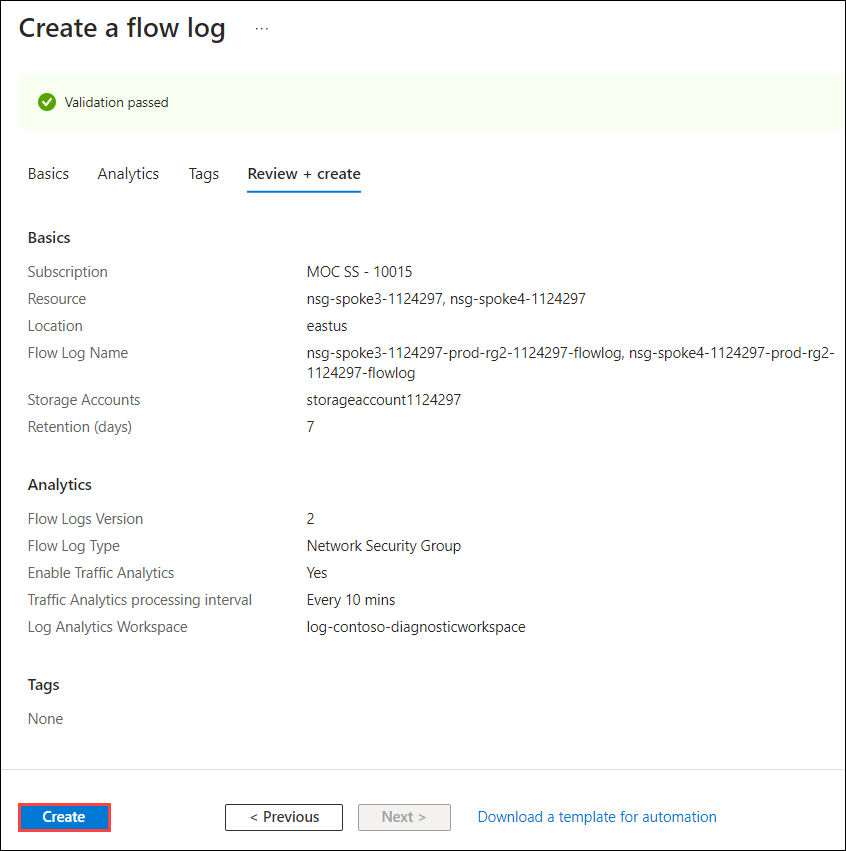 Create a flow log ...
Validation passed
Basics Analytics Tags Review + create
Basics
Subscription MOC SS - 10015
Resource nsg-spoke3-1124297, nsg-spoke4-1124297
Location eastus
Flow Log Name nsg-spoke3-1124297-prod-rg2-1124297-flowlog, nsg-spoke4-1124297-prod-rg2-
1124297-flowlog
Storage Accounts storageaccount1124297
Retention (days) 7
Analytics
Flow Logs Version 2
Flow Log Type Network Security Group
Enable Traffic Analytics Yes
Traffic Analytics processing interval Every 10 mins
Log Analytics Workspace log-contoso-diagnosticworkspace
Tags
None
Create < Previous Next > Download a template for automation